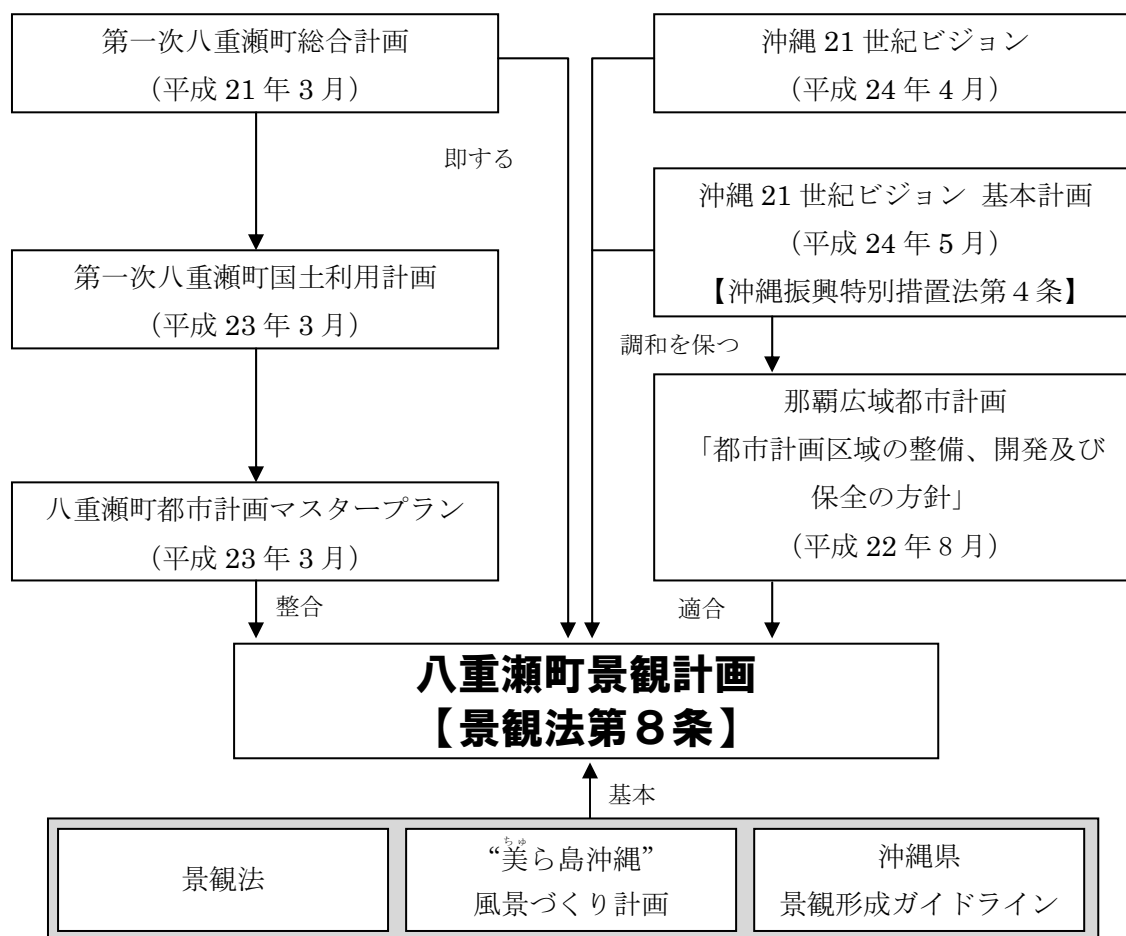 第一次八重瀬町総合計画
（平成 21 年 3 月）
沖縄 21 世紀ビジョン
（平成 24 年 4 月）
即する
沖縄 21 世紀ビジョン 基本計画
（平成 24 年 5 月）
【沖縄振興特別措置法第４条】
第一次八重瀬町国土利用計画
（平成 23 年 3 月）
調和を保つ
那覇広域都市計画
「都市計画区域の整備、開発及び
保全の方針」
（平成 22 年 8 月）
八重瀬町都市計画マスタープラン
（平成 23 年 3 月）
整合
適合
八重瀬町景観計画
【景観法第８条】
基本
景観法
ちゅ
“美ら島沖縄”
風景づくり計画
沖縄県
景観形成ガイドライン